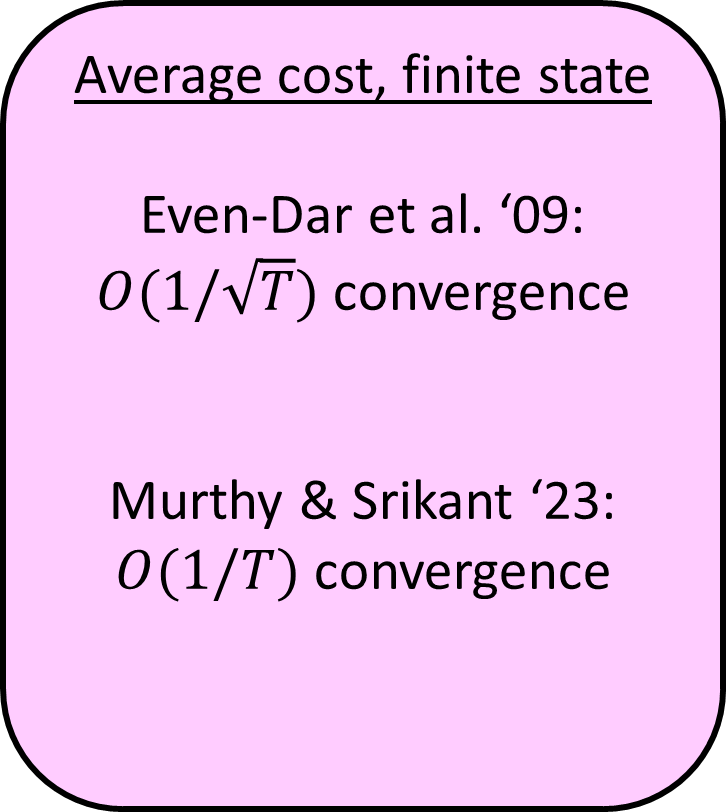 Average cost, finite state
Even-Dar et al. ‘09:
O(1/√T) convergence
Murthy & Srikant ‘23:
O(1/T) convergence